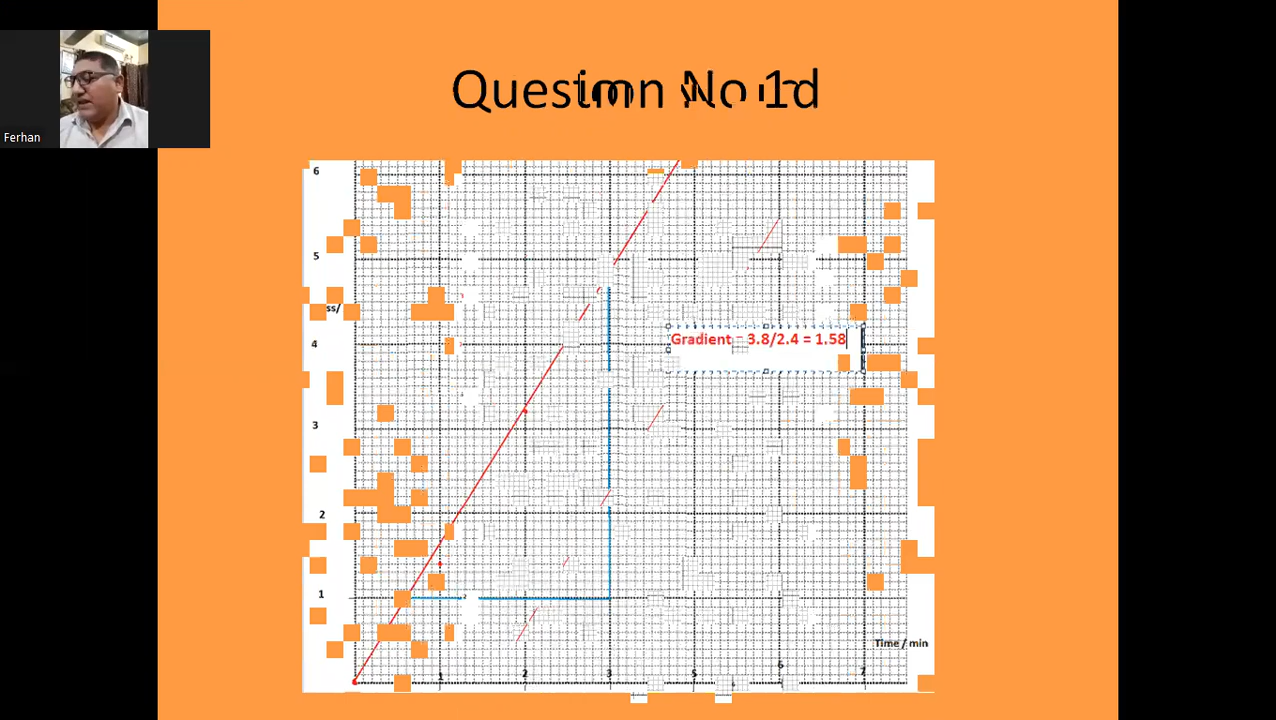 Ferhan
Question No 1d
6
5
ss/
4
Gradient = 3.8/2.4 = 1.58
3
2
1
Time / min
1 2 3 5 6 7